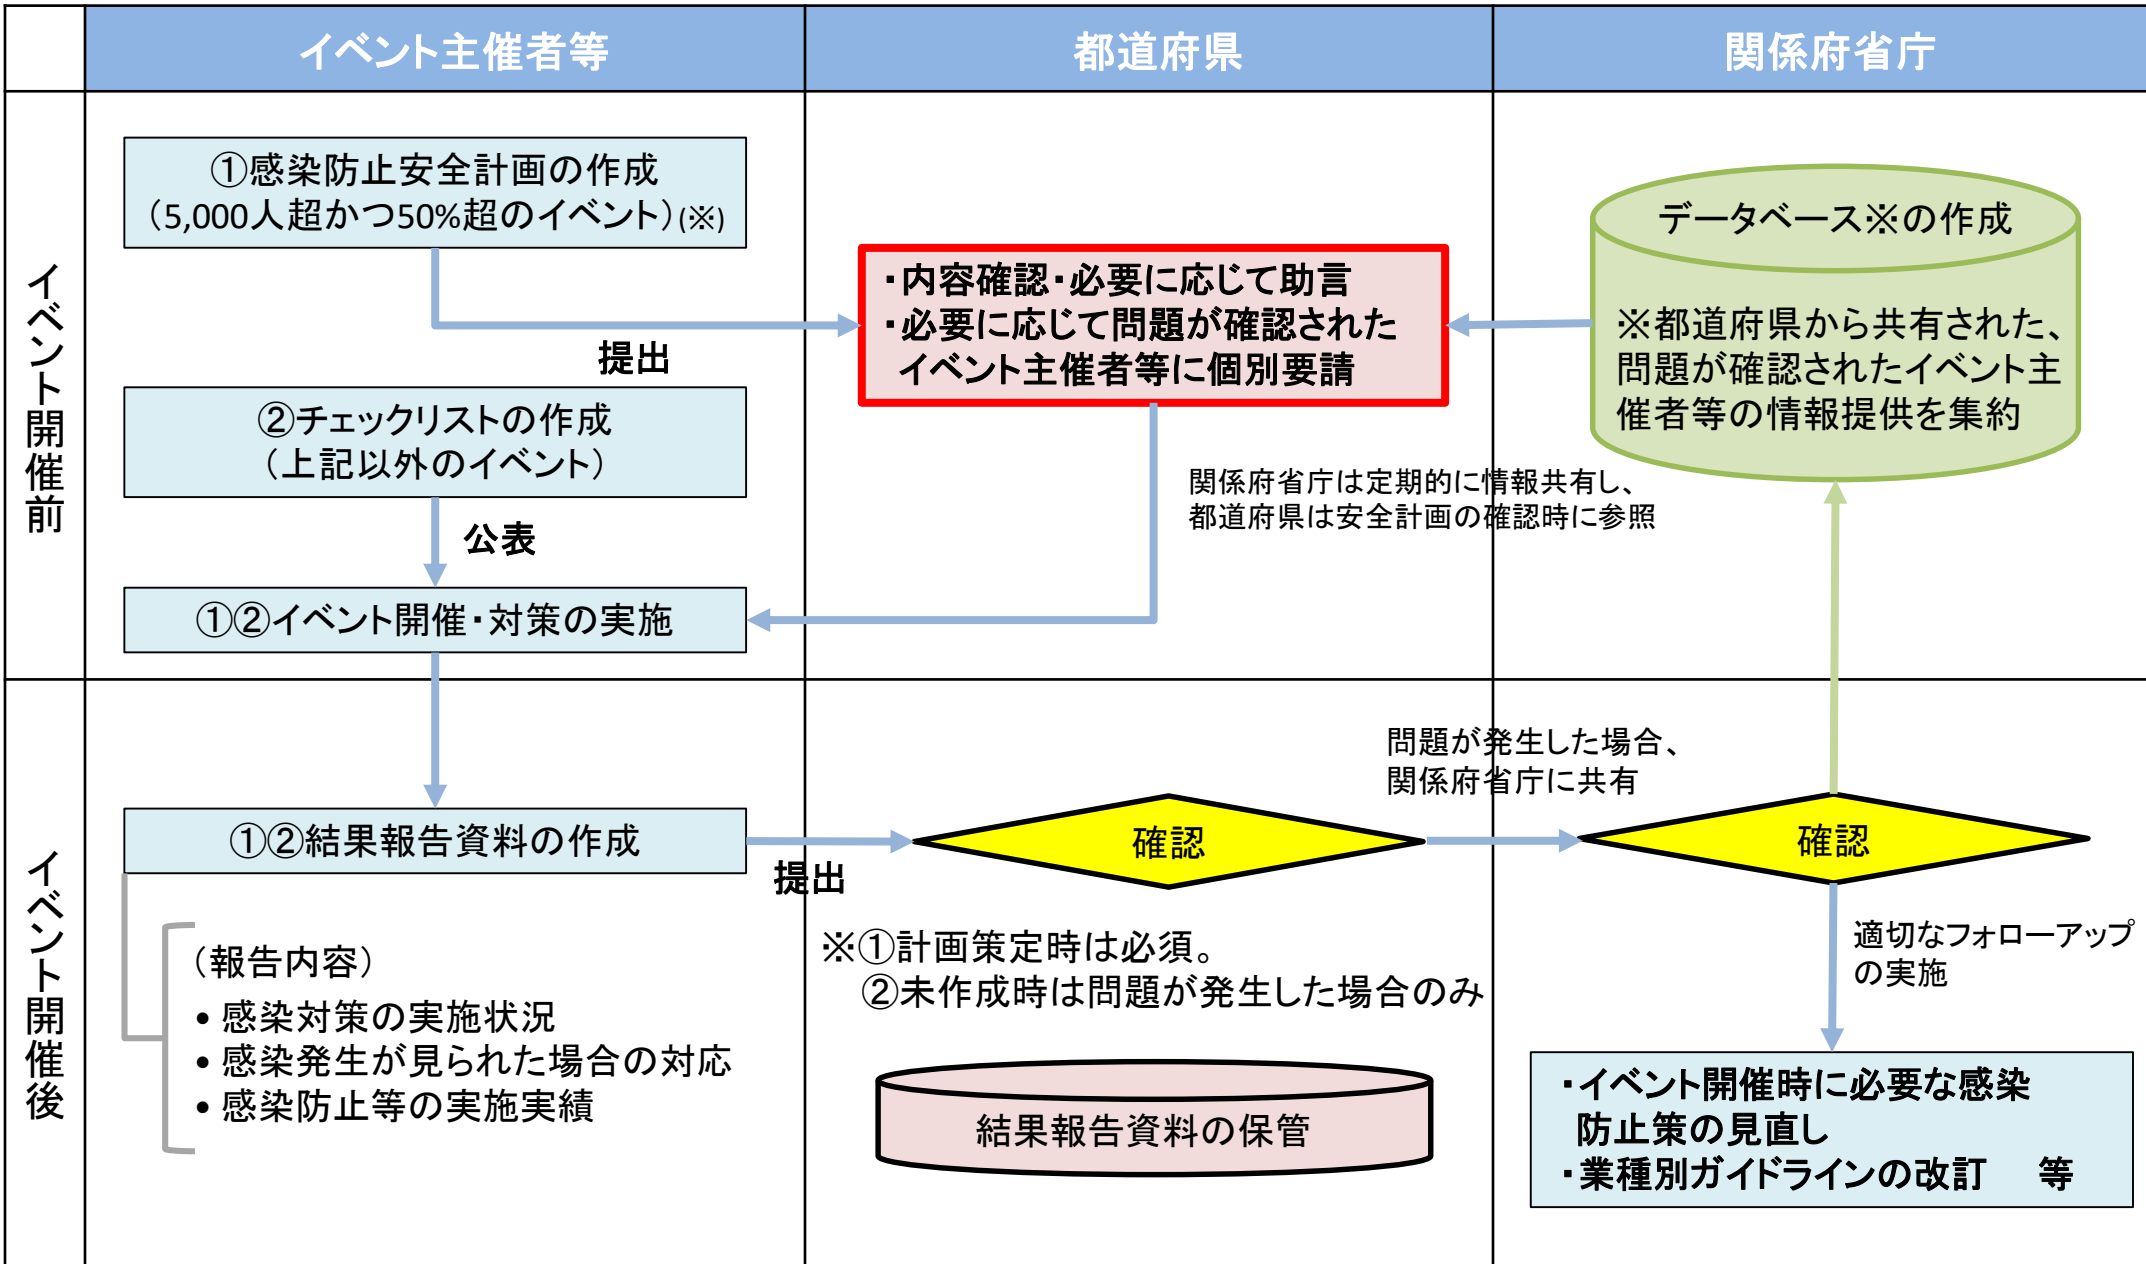 イベント主催者等
都道府県
関係府省庁
イベント開催前
①感染防止安全計画の作成
（5,000人超かつ50%超のイベント）(※)
提出
②チェックリストの作成
（上記以外のイベント）
公表
①②イベント開催・対策の実施
・内容確認・必要に応じて助言
・必要に応じて問題が確認された
イベント主催者等に個別要請
データベース※の作成
※都道府県から共有された、
問題が確認されたイベント主
催者等の情報提供を集約
関係府省庁は定期的に情報共有し、
都道府県は安全計画の確認時に参照
イベント開催後
①②結果報告資料の作成
提出
（報告内容）
• 感染対策の実施状況
• 感染発生が見られた場合の対応
• 感染防止等の実施実績
確認
※①計画策定時は必須。
②未作成時は問題が発生した場合のみ
結果報告資料の保管
問題が発生した場合、
関係府省庁に共有
確認
適切なフォローアップ
の実施
・イベント開催時に必要な感染
防止策の見直し
・業種別ガイドラインの改訂　等